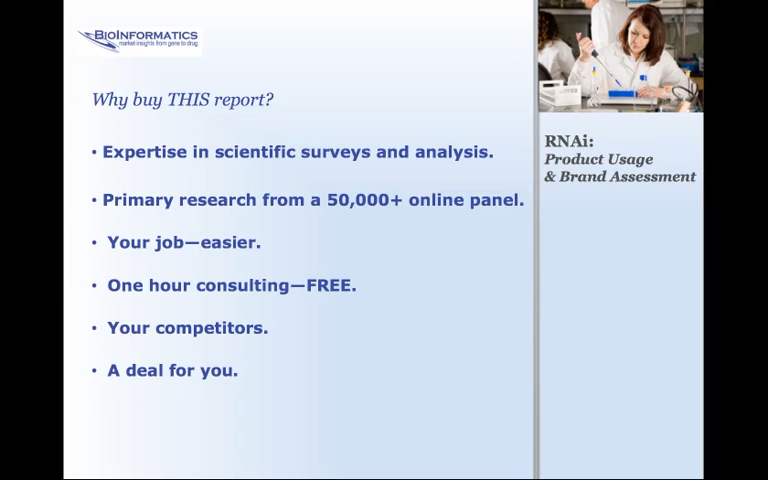 BIOINFORMATICS
market insights from gene to drug
Why buy THIS report?
• Expertise in scientific surveys and analysis.
• Primary research from a 50,000+ online panel.
• Your job—easier.
• One hour consulting—FREE.
• Your competitors.
• A deal for you.
RNAi:
Product Usage
& Brand Assessment